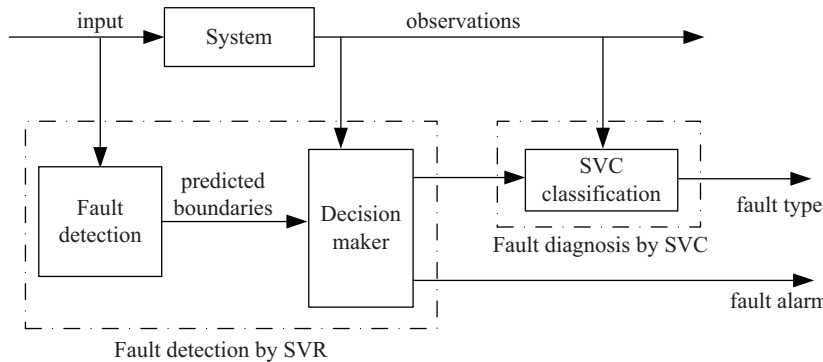 input
System
observations
Fault
detection
predicted
boundaries
Decision
maker
SVC
classification
fault type
Fault diagnosis by SVC
fault alarm
Fault detection by SVR